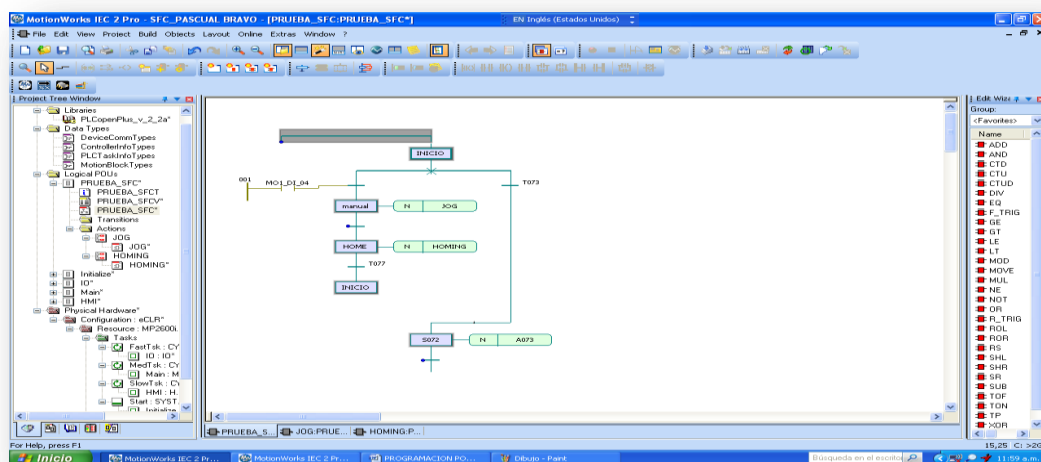 MotionWorks IEC 2 Pro - SFC_PASCUAL BRAVO - [PRUEBA_SFC:PRUEBA_SFC*]
EN Inglés (Estados Unidos)
File Edit View Project Build Objects Layout Online Extras Window ?
Project Tree Window
Libraries
PLCopenPlus_v_2_2a*
Data Types
DeviceCommTypes
ControllerInfoTypes
PLCTaskInfoTypes
MotionBlockTypes
Logical POUs
PRUEBA_SFC*
PRUEBA_SFCT
PRUEBA_SFCV*
PRUEBA_SFC*
Transitions
Actions
JOG
JOG*
HOMING
HOMING*
Initialize*
IO*
Main*
HMI*
Physical Hardware*
Configuration : eCLR*
Resource : MP2600i.
Tasks
FastTsk : CY
IO : IO*
MedTsk : C
Main : M
SlowTsk : C
HMI : H.
Start : SYST.
Initialize
INICIO
001
MO1_DI_04
T073
manual
N
JOG
HOME
N
HOMING
T077
INICIO
S072
N
A073
Edit Wiza
Group:
<Favorites>
Name
ADD
AND
CTD
CTU
CTUD
DIV
EQ
F_TRIG
GE
GT
LE
LT
MOD
MOVE
MUL
NE
NOT
OR
R_TRIG
ROL
ROR
RS
SHL
SHR
SR
SUB
TOF
TON
TP
XOR
PRUEBA_S... JOG:PRUE... HOMING:P...
For Help, press F1
15,25 C: >2G
Inicio
MotionWorks IEC 2 Pr...
MotionWorks IEC 2 Pr...
PROGRAMACION PO...
Dibujo - Paint
Búsqueda en el escrito
11:59 a.m.